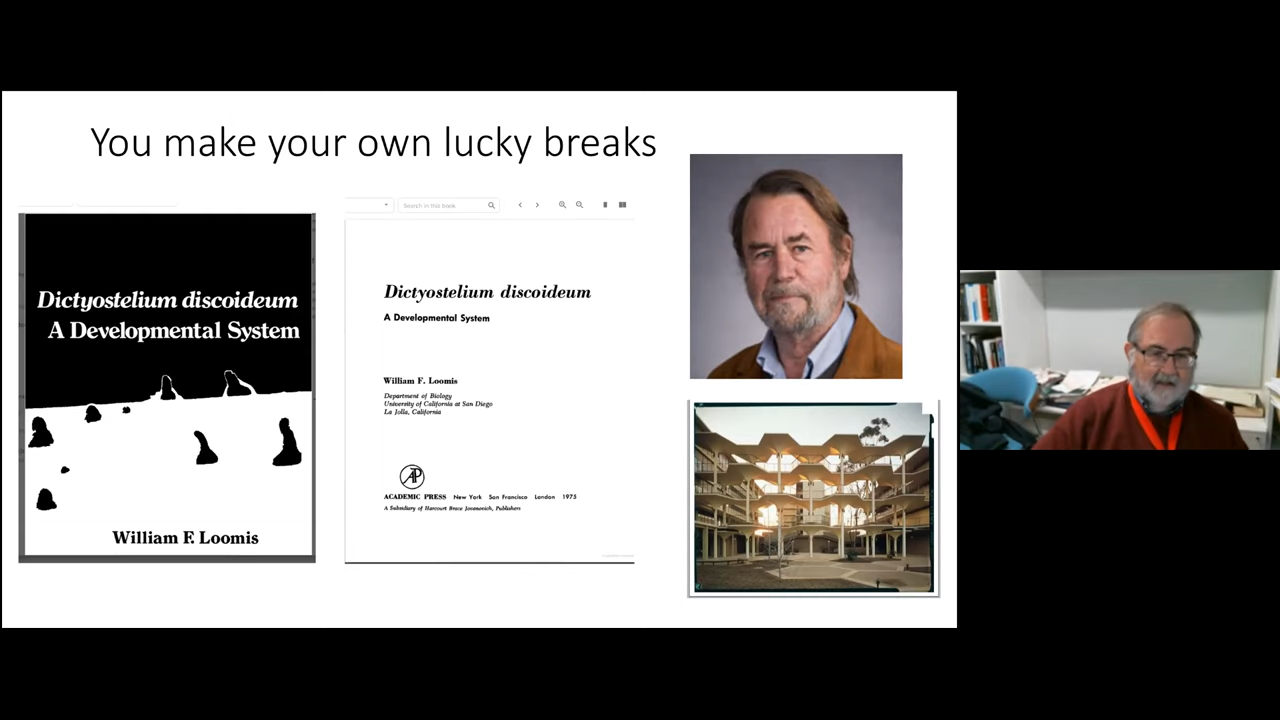 You make your own lucky breaks
Dictyostelium discoideum
A Developmental System
William F. Loomis
Search in this book
Dictyostelium discoideum
A Developmental System
William F. Loomis
Department of Biology
University of California at San Diego
La Jolla, California
AP
ACADEMIC PRESS New York San Francisco London 1975
A Subsidiary of Harcourt Brace Jovanovich, Publishers